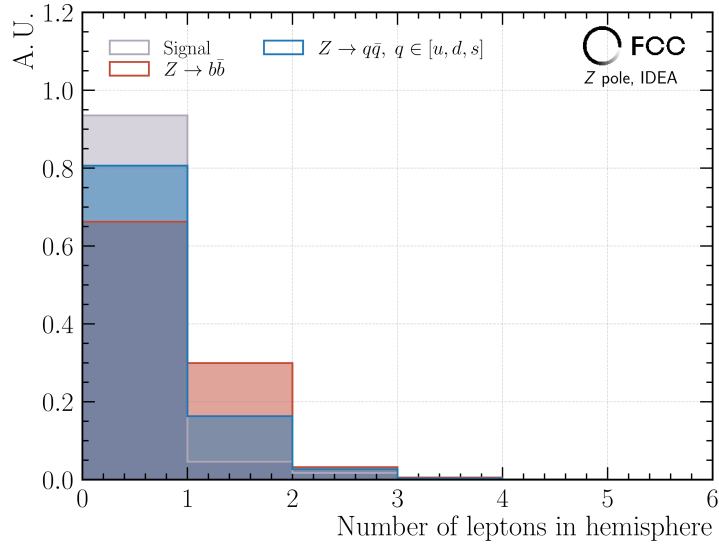 A. U.
1.2
1.0
0.8
0.6
0.4
0.2
0.0
Signal
Z → bb̄
Z → qq̄, q ∈ [u, d, s]
FCC
Z pole, IDEA
0 1 2 3 4 5 6
Number of leptons in hemisphere